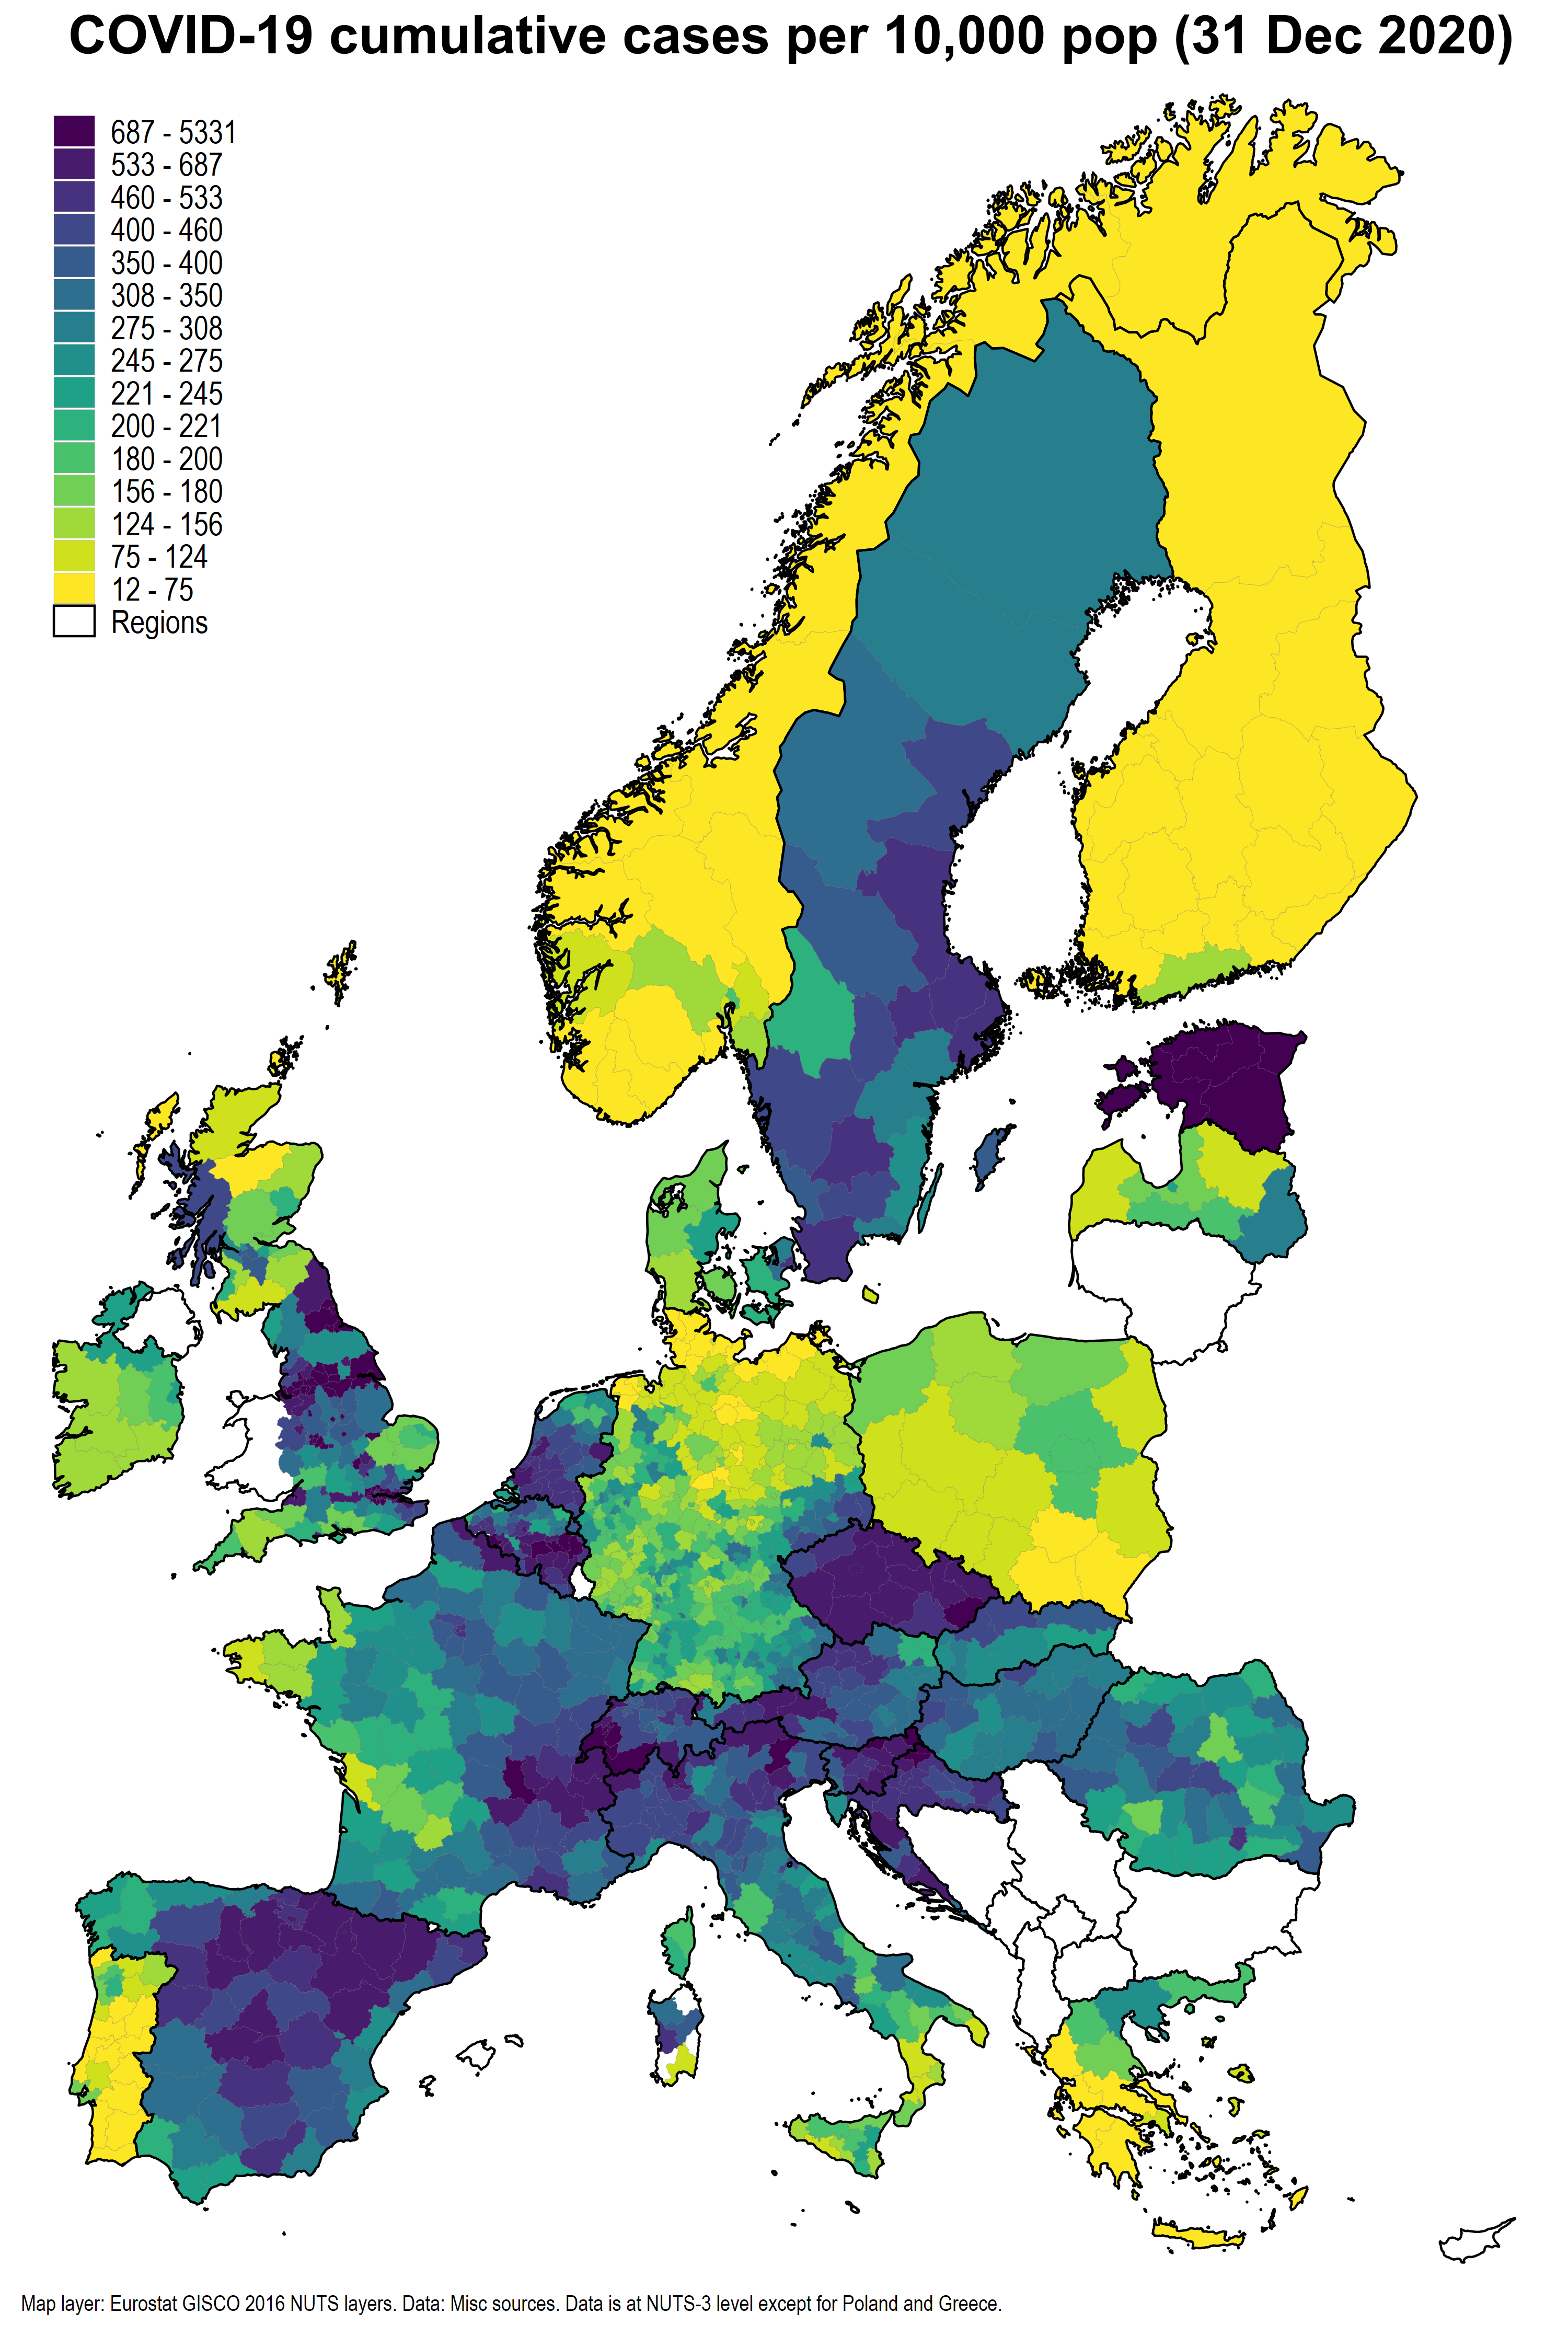 COVID-19 cumulative cases per 10,000 pop (31 Dec 2020)
687 - 5331
533 - 687
460 - 533
400 - 460
350 - 400
308 - 350
275 - 308
245 - 275
221 - 245
200 - 221
180 - 200
156 - 180
124 - 156
75 - 124
12 - 75
Regions
Map layer: Eurostat GISCO 2016 NUTS layers. Data: Misc sources. Data is at NUTS-3 level except for Poland and Greece.